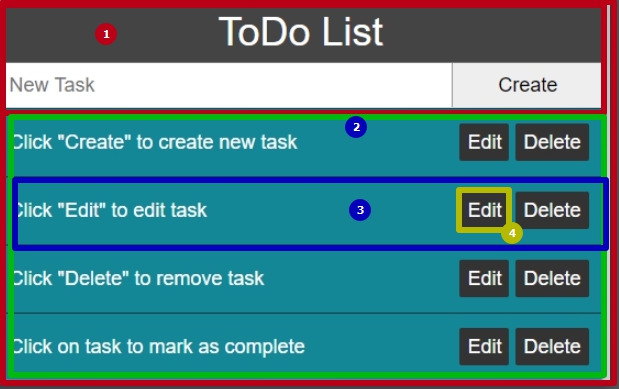 1
ToDo List
New Task Create
2
Click "Create" to create new task Edit Delete
Click "Edit" to edit task 3 Edit Delete
4
Click "Delete" to remove task Edit Delete
Click on task to mark as complete Edit Delete